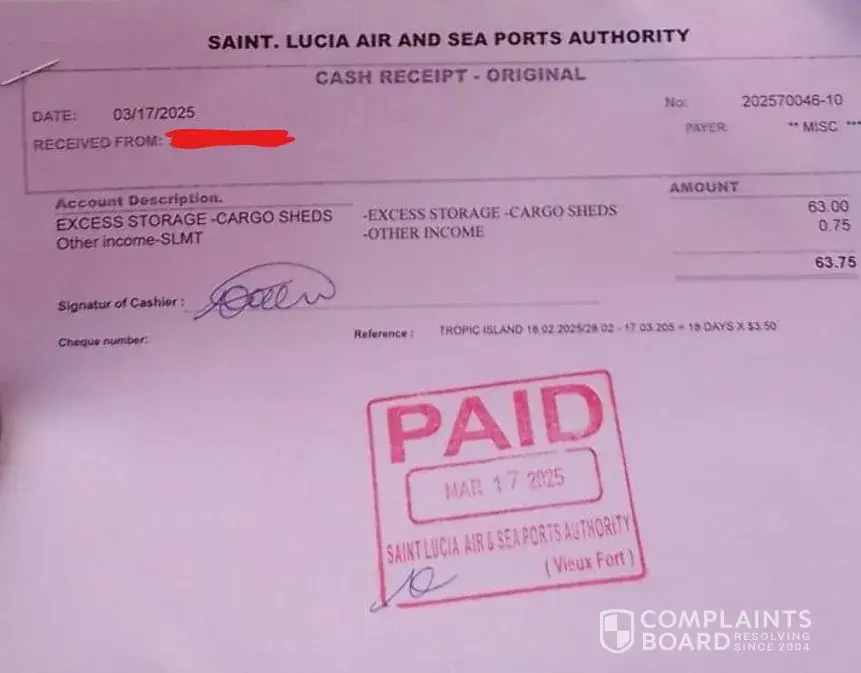 SAINT. LUCIA AIR AND SEA PORTS AUTHORITY
CASH RECEIPT - ORIGINAL
DATE: 03/17/2025 No: 202570046-10
RECEIVED FROM: PAYER ** MISC ***
Account Description. AMOUNT
EXCESS STORAGE -CARGO SHEDS -EXCESS STORAGE -CARGO SHEDS 63.00
Other income-SLMT -OTHER INCOME 0.75
63.75
Signatur of Cashier :
Cheque number: Reference : TROPIC ISLAND 18.02.2025/28.02 - 17.03.205 = 18 DAYS X $3.50
PAID
MAR 17 2025
SAINT LUCIA AIR & SEA PORTS AUTHORITY
( Vieux Fort )
COMPLAINTS
BOARD RESOLVING
SINCE 2004